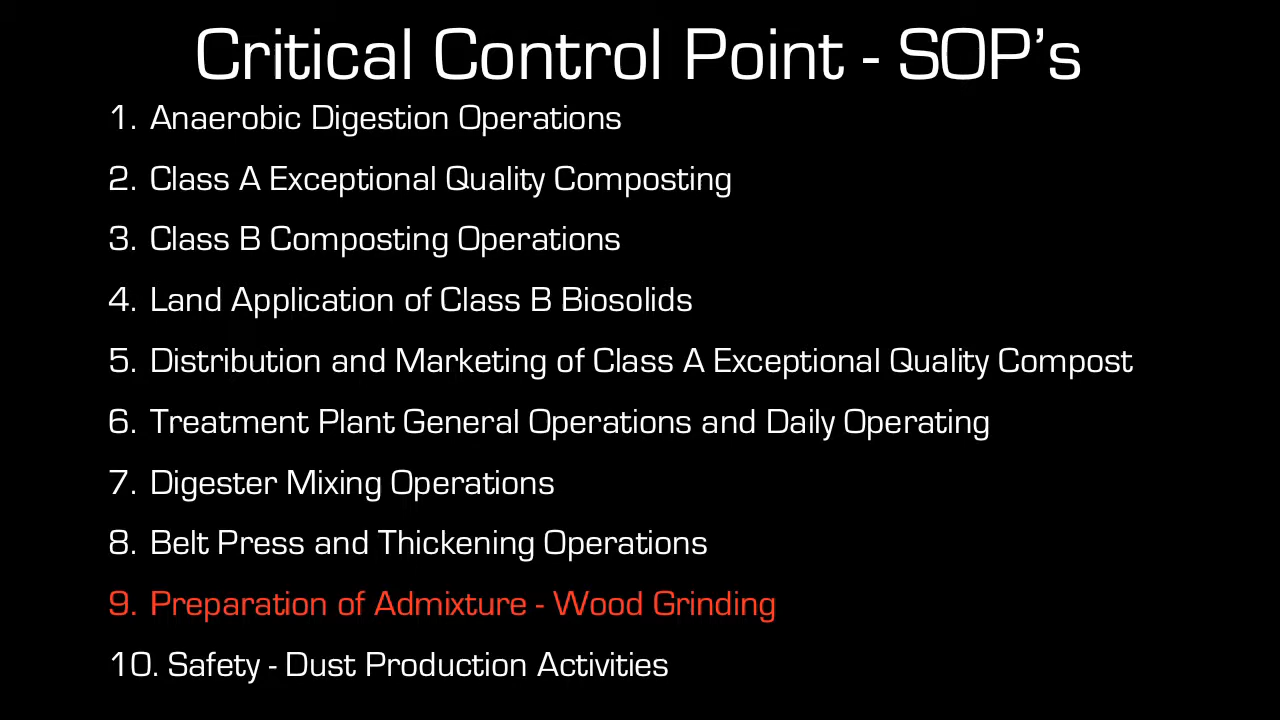 Critical Control Point - SOP’s
1. Anaerobic Digestion Operations
2. Class A Exceptional Quality Composting
3. Class B Composting Operations
4. Land Application of Class B Biosolids
5. Distribution and Marketing of Class A Exceptional Quality Compost
6. Treatment Plant General Operations and Daily Operating
7. Digester Mixing Operations
8. Belt Press and Thickening Operations
9. Preparation of Admixture - Wood Grinding
10. Safety - Dust Production Activities